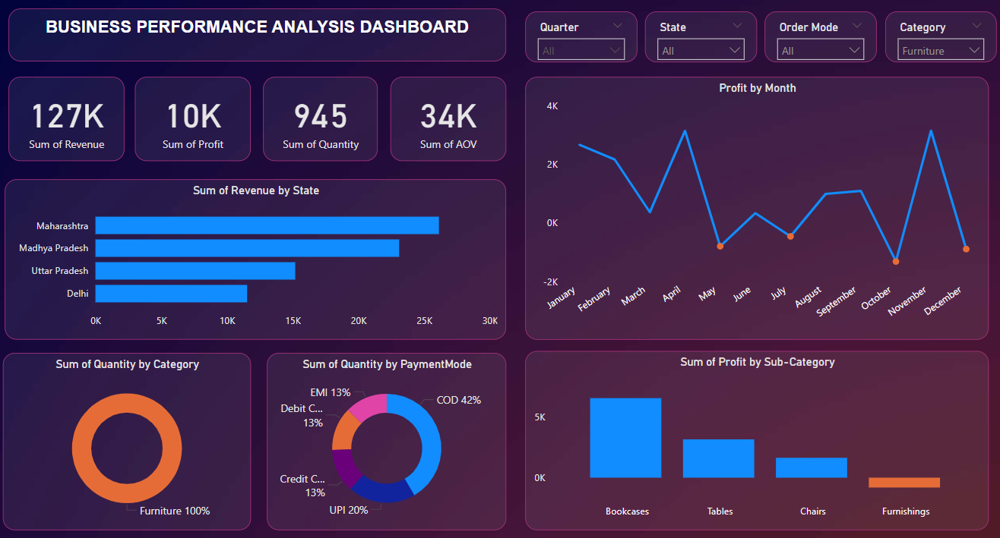 BUSINESS PERFORMANCE ANALYSIS DASHBOARD
Quarter
All
State
All
Order Mode
All
Category
Furniture
127K
Sum of Revenue
10K
Sum of Profit
945
Sum of Quantity
34K
Sum of AOV
Profit by Month
4K
2K
0K
-2K
January
February
March
April
May
June
July
August
September
October
November
December
Sum of Revenue by State
Maharashtra
Madhya Pradesh
Uttar Pradesh
Delhi
0K 5K 10K 15K 20K 25K 30K
Sum of Quantity by Category
Furniture 100%
Sum of Quantity by PaymentMode
EMI 13%
COD 42%
Debit C...
13%
Credit C...
13%
UPI 20%
Sum of Profit by Sub-Category
5K
0K
Bookcases Tables Chairs Furnishings